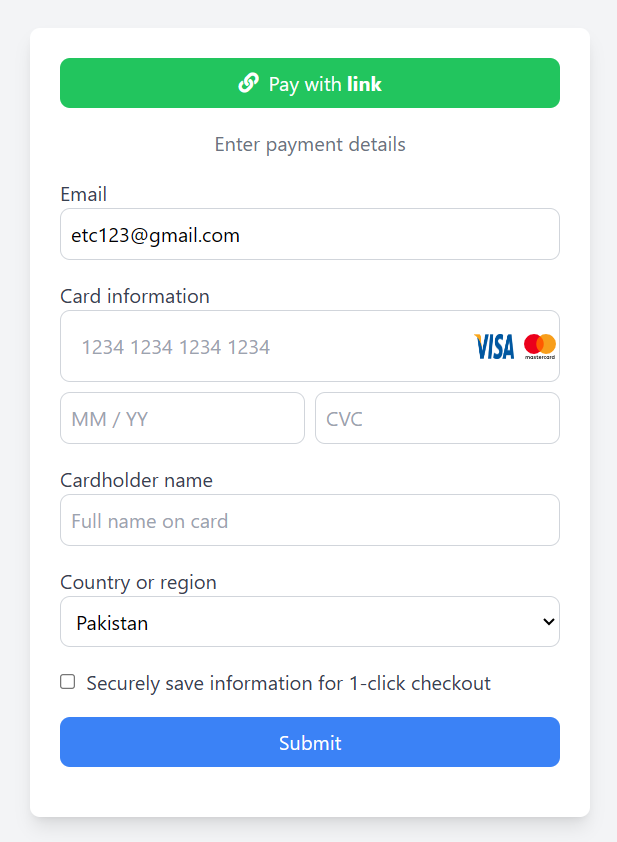 Pay with link
Enter payment details
Email
etc123@gmail.com
Card information
1234 1234 1234 1234 VISA mastercard
MM / YY CVC
Cardholder name
Full name on card
Country or region
Pakistan
Securely save information for 1-click checkout
Submit